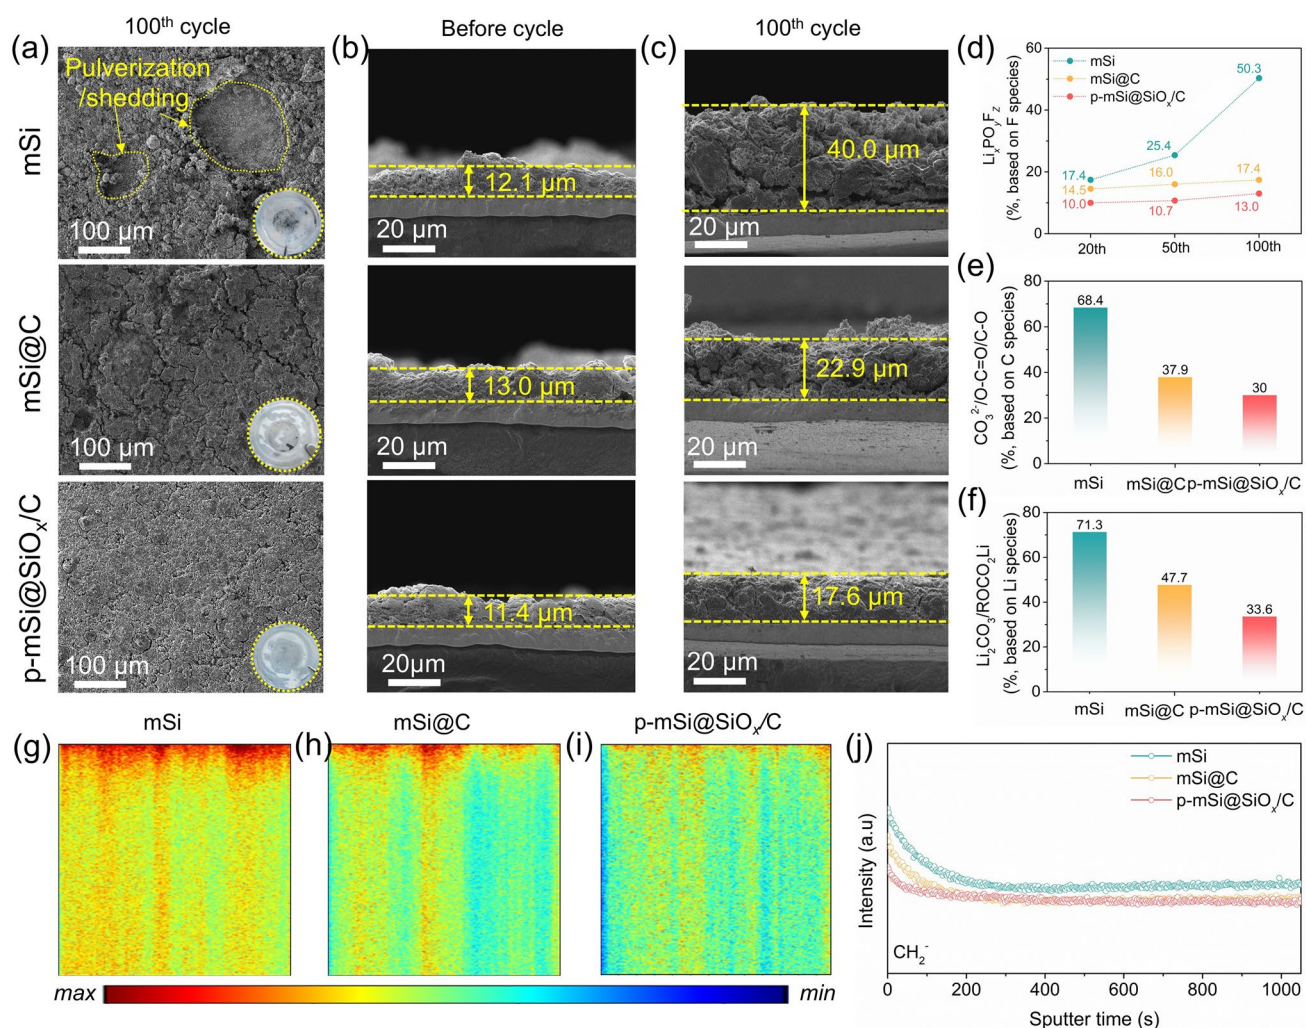 100th cycle
Before cycle
100th cycle
(a)
(b)
(c)
(d)
mSi
Pulverization
/shedding
100 μm
12.1 μm
20 μm
40.0 μm
20 μm
LixPOyFz
(%, based on F species)
60
40
20
0
mSi
mSi@C
p-mSi@SiOx/C
17.4
25.4
50.3
14.5
16.0
17.4
10.0
10.7
13.0
20th
50th
100th
mSi@C
100 μm
13.0 μm
20 μm
22.9 μm
20 μm
(e)
CO3^2-/O-C=O/C-O
(%, based on C species)
80
60
40
20
0
68.4
37.9
30
mSi
mSi@C
p-mSi@SiOx/C
p-mSi@SiOx/C
100 μm
11.4 μm
20μm
17.6 μm
20 μm
(f)
Li2CO3/ROCO2Li
(%, based on Li species)
80
60
40
20
0
71.3
47.7
33.6
mSi
mSi@C
p-mSi@SiOx/C
(g)
mSi
(h)
mSi@C
(i)
p-mSi@SiOx/C
max
min
(j)
Intensity (a.u)
mSi
mSi@C
p-mSi@SiOx/C
CH2-
0
200
400
600
800
1000
Sputter time (s)